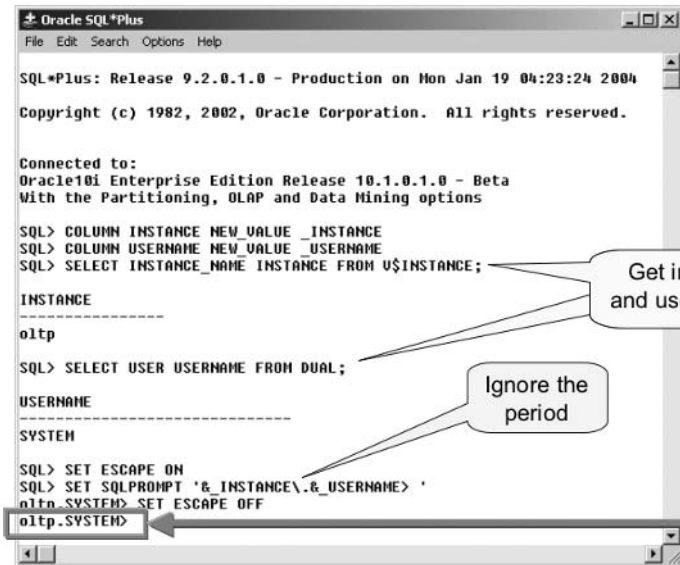 Oracle SQL*Plus
File Edit Search Options Help
SQL*Plus: Release 9.2.0.1.0 - Production on Mon Jan 19 04:23:24 2004
Copyright (c) 1982, 2002, Oracle Corporation. All rights reserved.
Connected to:
Oracle10i Enterprise Edition Release 10.1.0.1.0 - Beta
With the Partitioning, OLAP and Data Mining options
SQL> COLUMN INSTANCE NEW_VALUE _INSTANCE
SQL> COLUMN USERNAME NEW_VALUE _USERNAME
SQL> SELECT INSTANCE_NAME INSTANCE FROM V$INSTANCE;
Get
and
INSTANCE
----------------
oltp
SQL> SELECT USER USERNAME FROM DUAL;
Ignore the
period
USERNAME
------------------------------
SYSTEM
SQL> SET ESCAPE ON
SQL> SET SQLPROMPT '&_INSTANCE\.&_USERNAME> '
oltp.SYSTEM> SET ESCAPE OFF
oltp.SYSTEM>